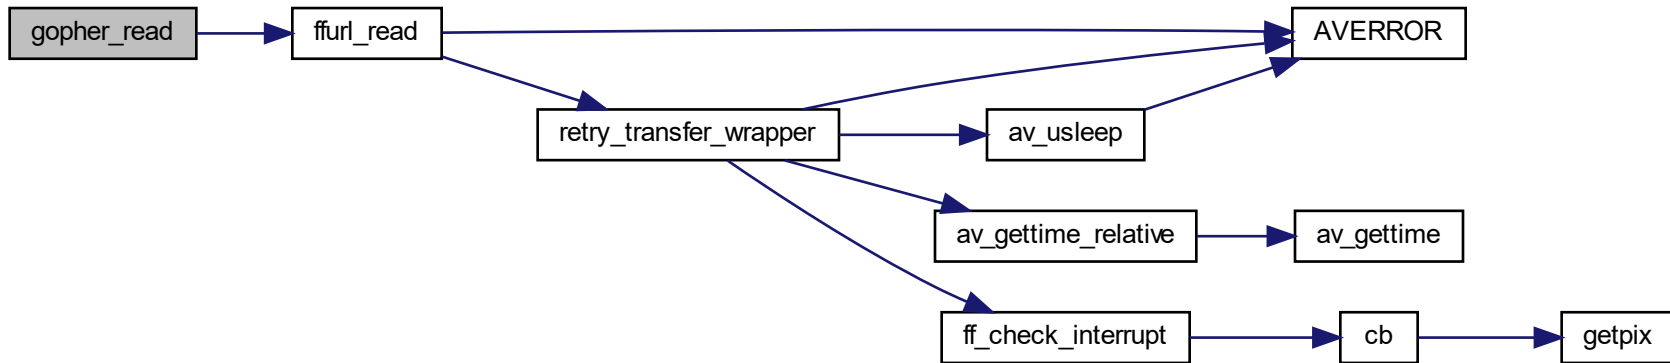 gopher_read
ffurl_read
AVERROR
retry_transfer_wrapper
av_usleep
av_gettime_relative
av_gettime
ff_check_interrupt
cb
getpix